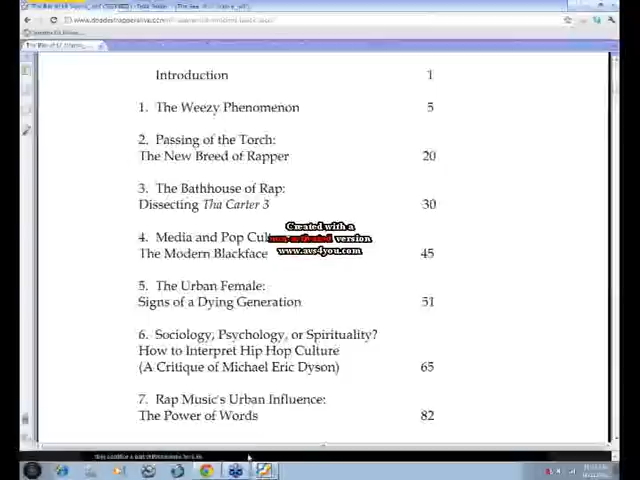 Introduction 1
1. The Weezy Phenomenon 5
2. Passing of the Torch:
The New Breed of Rapper 20
3. The Bathhouse of Rap:
Dissecting Tha Carter 3 30
Created with a
version
www.avs4you.com
4. Media and Pop Cul
The Modern Blackface 45
5. The Urban Female:
Signs of a Dying Generation 51
6. Sociology, Psychology, or Spirituality?
How to Interpret Hip Hop Culture
(A Critique of Michael Eric Dyson) 65
7. Rap Music's Urban Influence:
The Power of Words 82